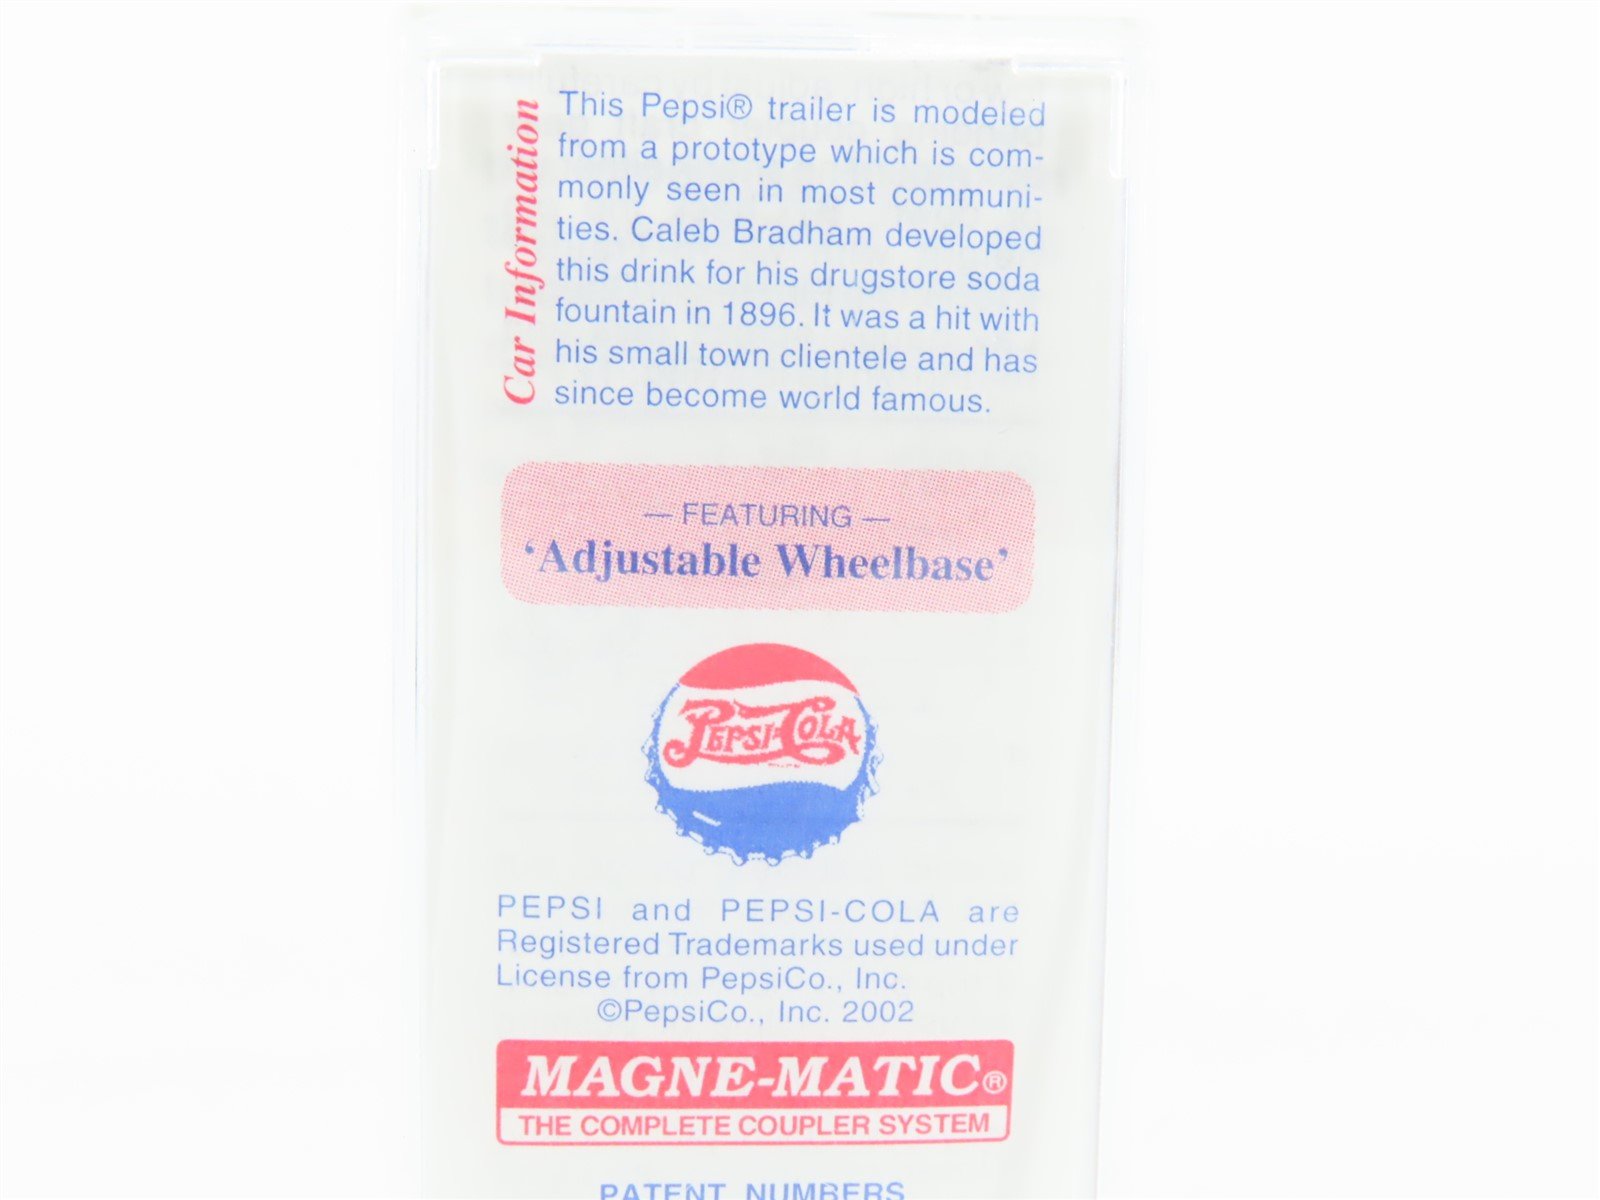 Car Information
This Pepsi® trailer is modeled
from a prototype which is com-
monly seen in most communi-
ties. Caleb Bradham developed
this drink for his drugstore soda
fountain in 1896. It was a hit with
his small town clientele and has
since become world famous.
— FEATURING —
‘Adjustable Wheelbase’
PEPSI-COLA
PEPSI and PEPSI-COLA are
Registered Trademarks used under
License from PepsiCo., Inc.
©PepsiCo., Inc. 2002
MAGNE-MATIC®
THE COMPLETE COUPLER SYSTEM
PATENT NUMBERS